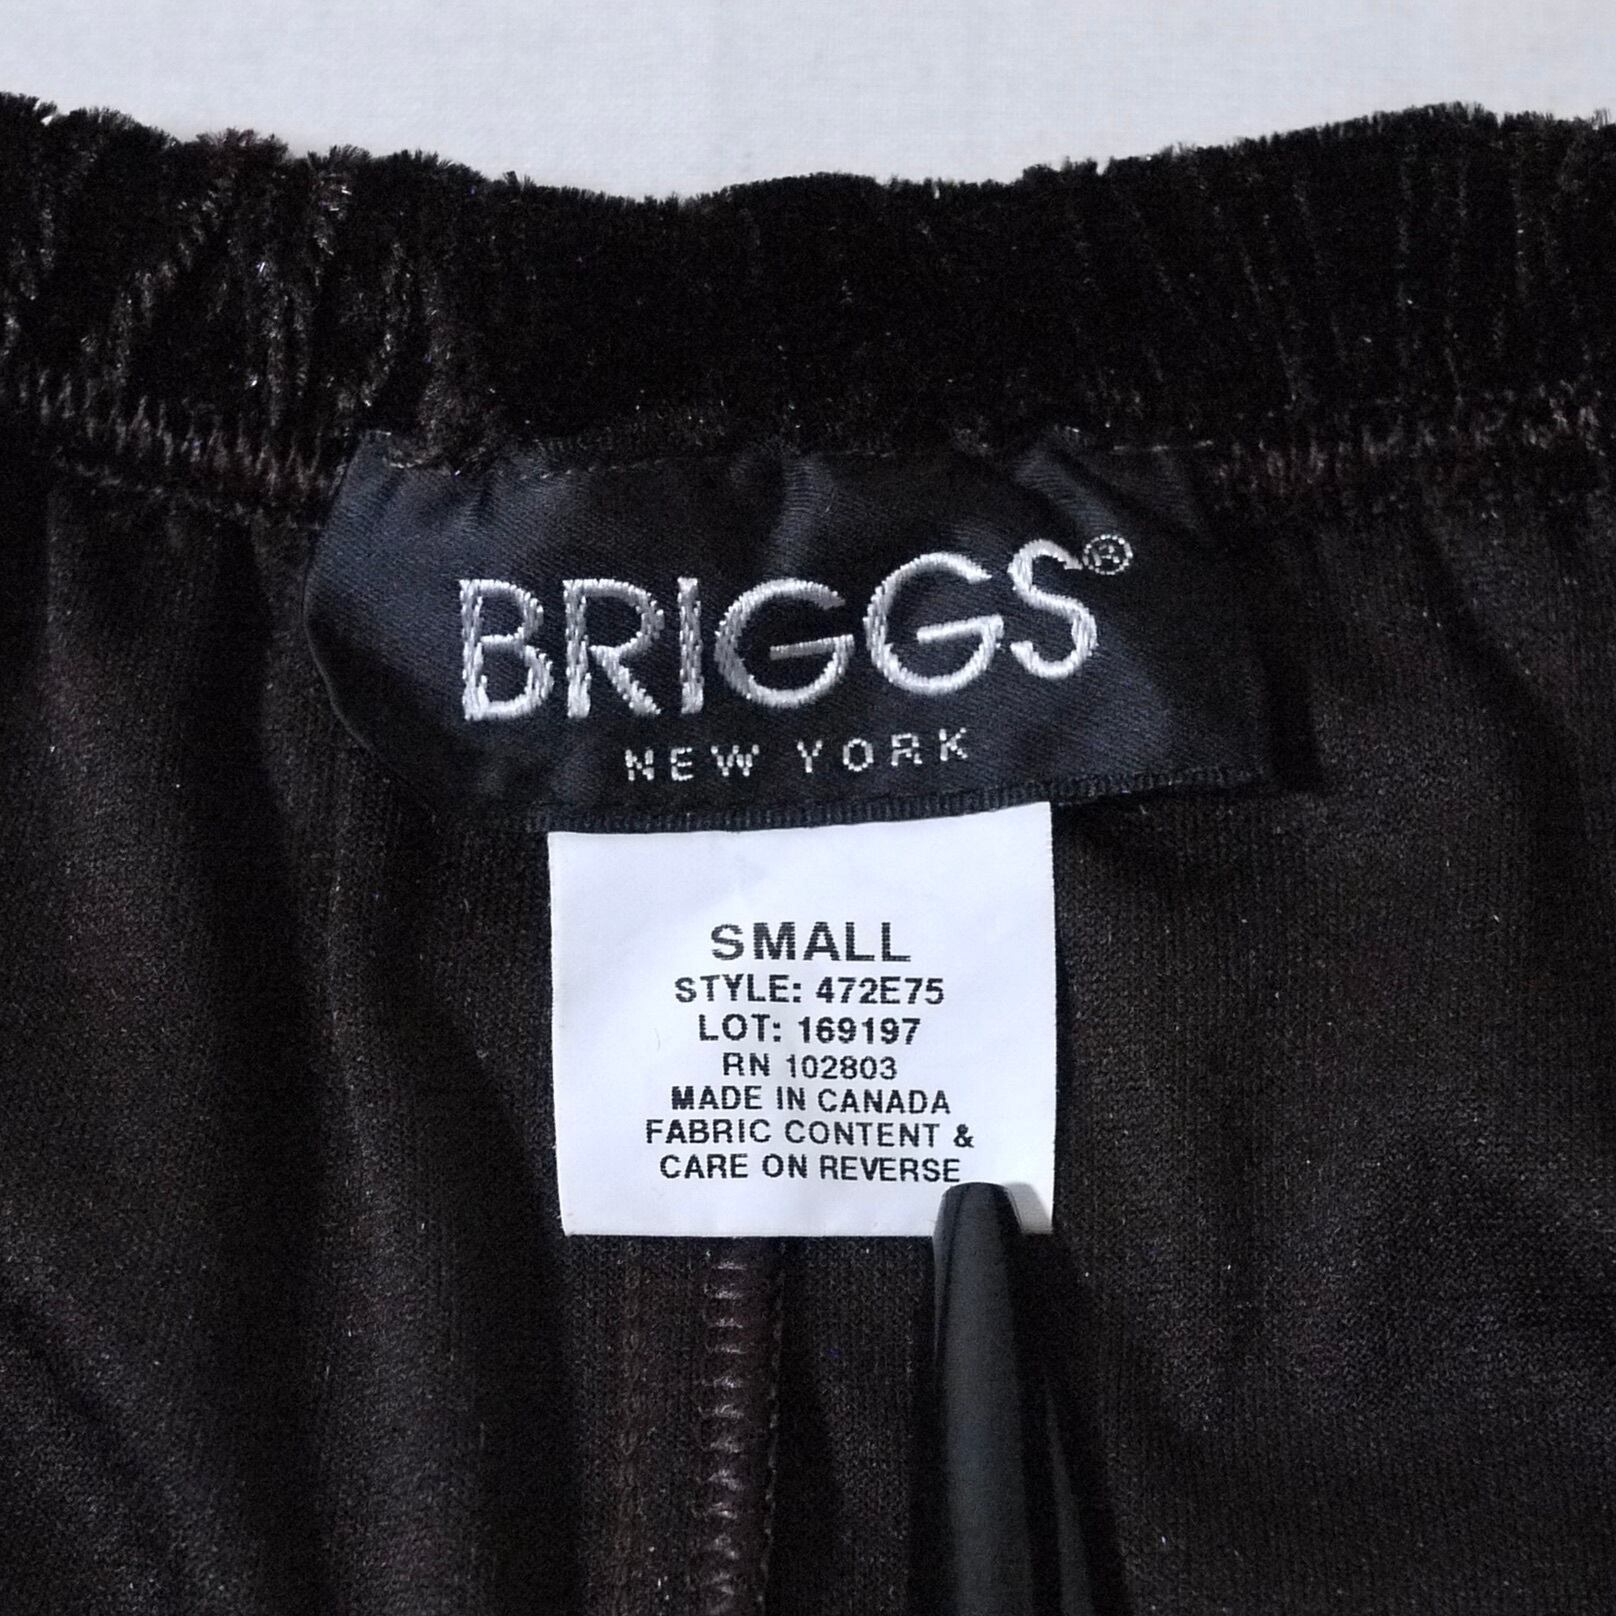 BRIGGS®
NEW YORK
SMALL
STYLE: 472E75
LOT: 169197
RN 102803
MADE IN CANADA
FABRIC CONTENT &
CARE ON REVERSE